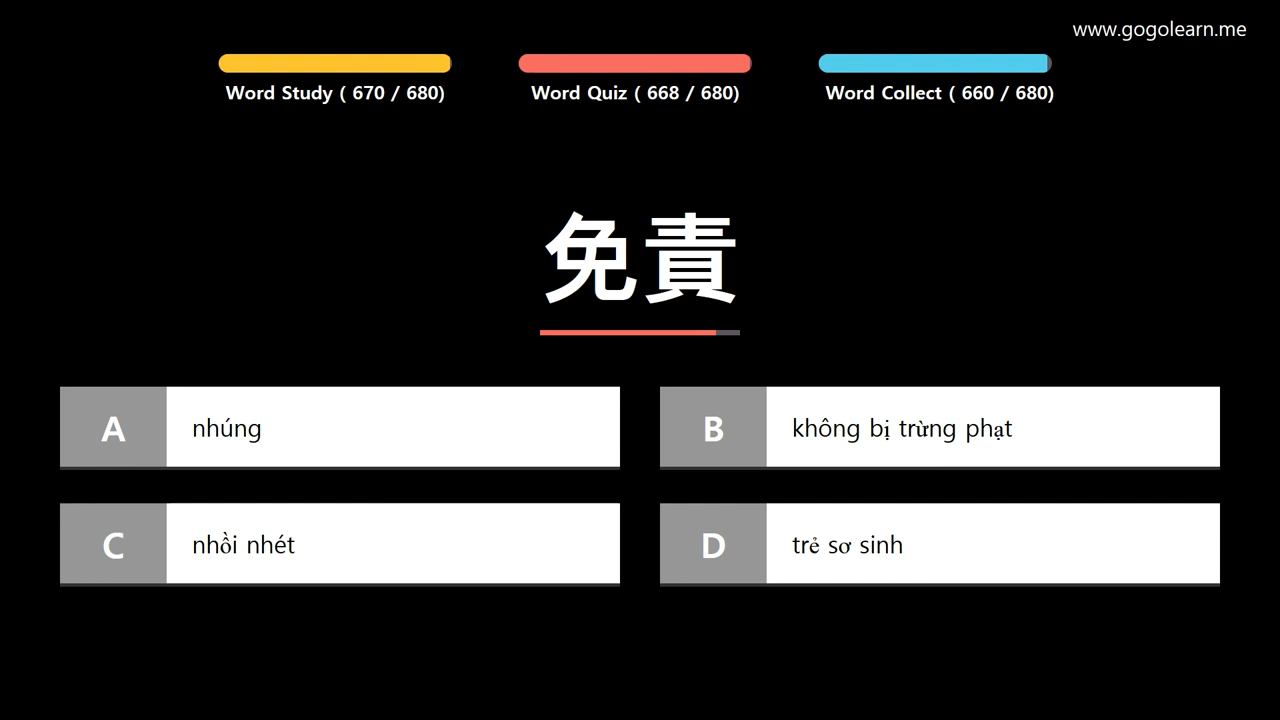 www.gogolearn.me
Word Study ( 670 / 680)
Word Quiz ( 668 / 680)
Word Collect ( 660 / 680)
免責
A
nhúng
B
không bị trừng phạt
C
nhồi nhét
D
trẻ sơ sinh